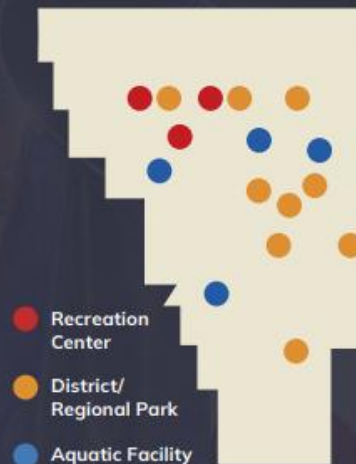 Recreation
Center
District/
Regional Park
Aquatic Facility